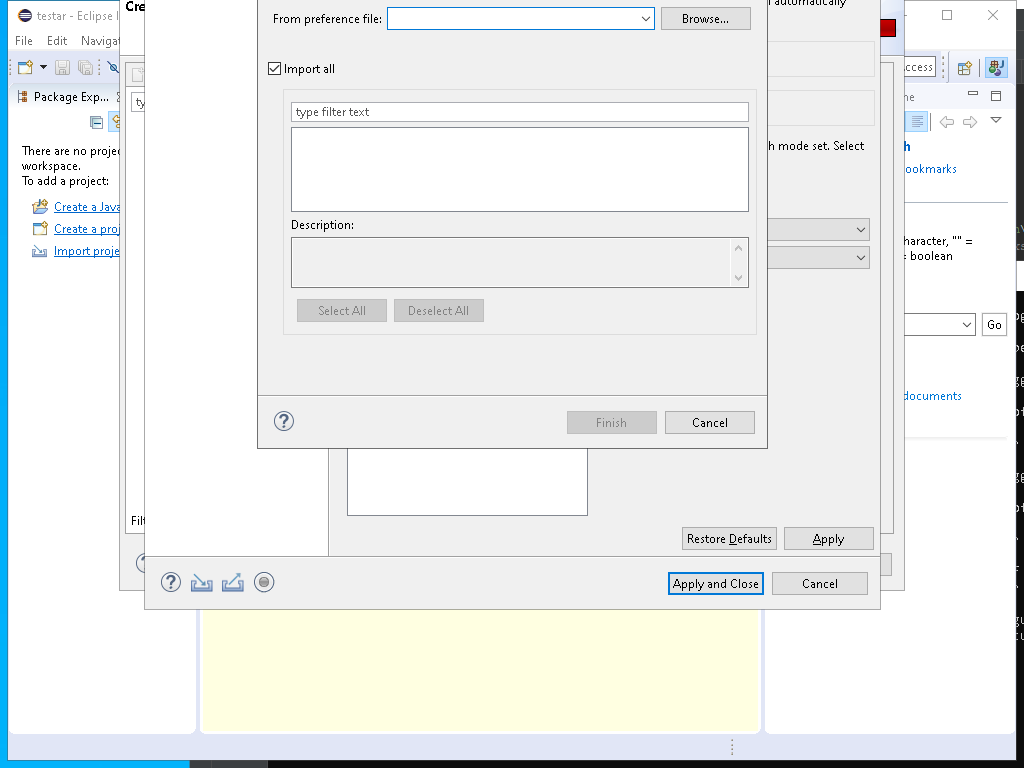 testar - Eclipse I
Cre
File Edit Navigat
From preference file:
Browse...
automatically
Import all
type filter text
Description:
Select All
Deselect All
Finish
Cancel
Package Exp...
ty
There are no projec
workspace.
To add a project:
Create a Java
Create a proj
Import proje
Filt
h mode set. Select
Restore Defaults
Apply
Apply and Close
Cancel
ccess
ne
h
ookmarks
haracter, "" =
= boolean
Go
documents